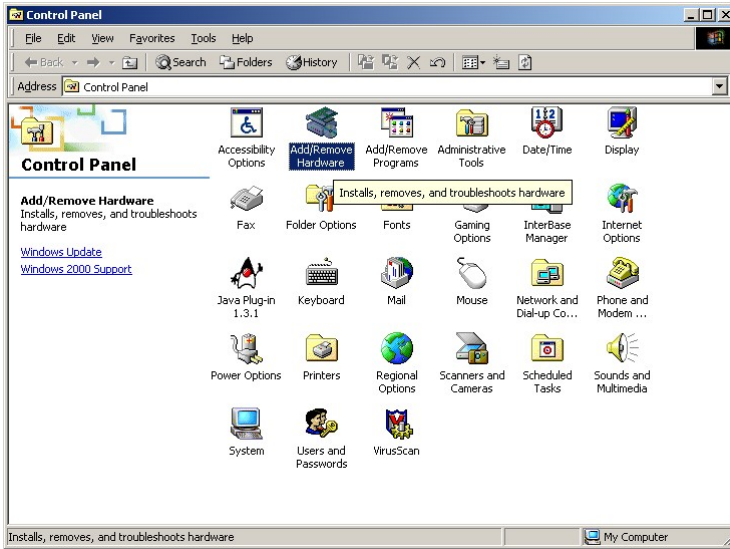 Control Panel
File Edit View Favorites Tools Help
Back Search Folders History
Address Control Panel
Control Panel
Add/Remove Hardware
Installs, removes, and troubleshoots
hardware
Windows Update
Windows 2000 Support
Accessibility
Options
Add/Remove
Hardware
Add/Remove
Programs
Administrative
Tools
Date/Time
Display
Installs, removes, and troubleshoots hardware
Fax
Folder Options
Fonts
Gaming
Options
InterBase
Manager
Internet
Options
Java Plug-in
1.3.1
Keyboard
Mail
Mouse
Network and
Dial-up Co...
Phone and
Modem ...
Power Options
Printers
Regional
Options
Scanners and
Cameras
Scheduled
Tasks
Sounds and
Multimedia
System
Users and
Passwords
VirusScan
Installs, removes, and troubleshoots hardware
My Computer